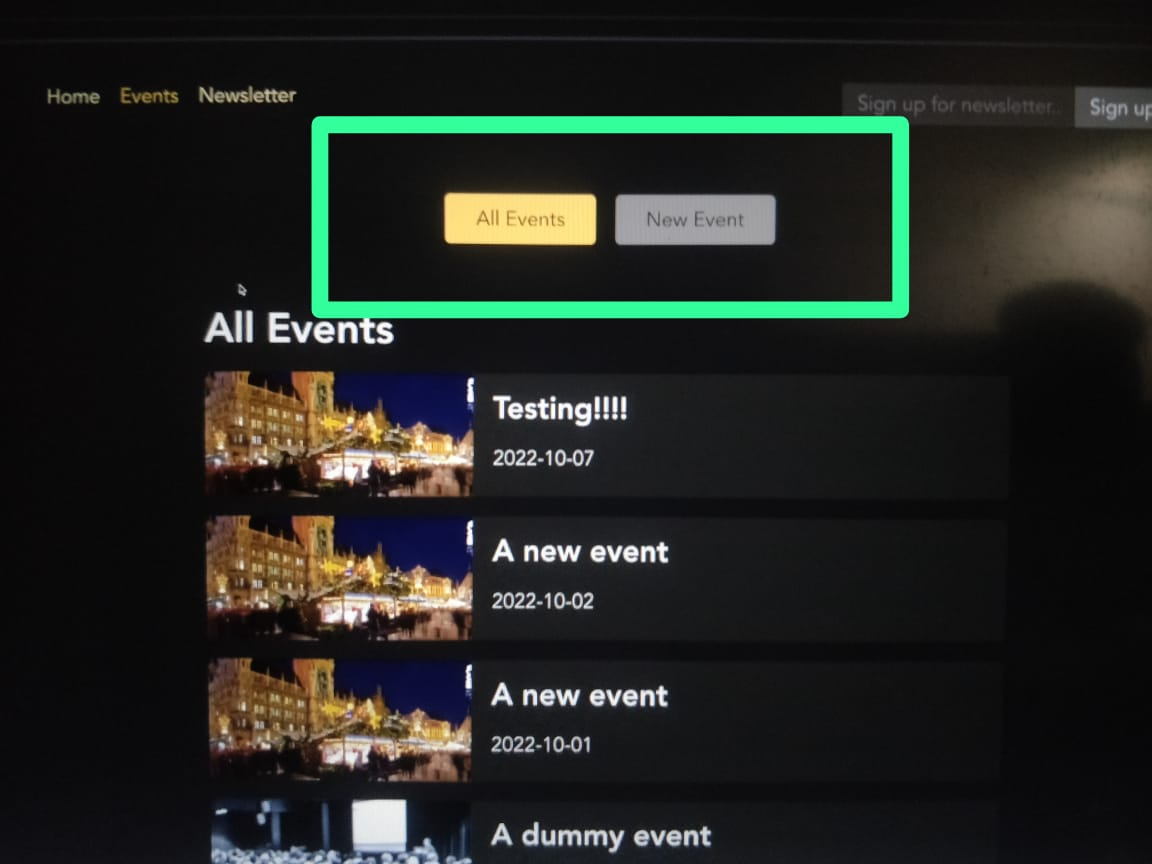 Home Events Newsletter
Sign up for newsletter..
Sign up
All Events
New Event
All Events
Testing!!!!
2022-10-07
A new event
2022-10-02
A new event
2022-10-01
A dummy event